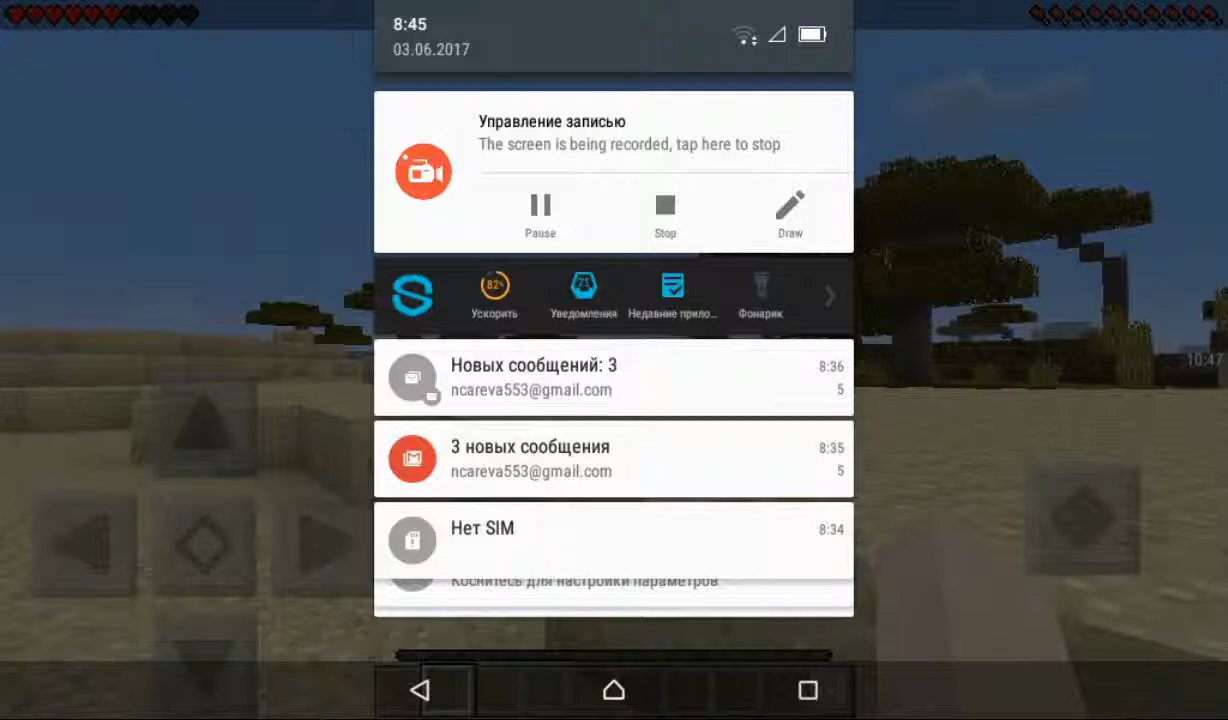 8:45
03.06.2017
Управление записью
The screen is being recorded, tap here to stop
Pause
Stop
Draw
82%
21
Ускорить
Уведомления
Недавние прило...
Фонарик
10:47
Новых сообщений: 3
8:36
ncareva553@gmail.com
5
3 новых сообщения
8:35
ncareva553@gmail.com
5
Нет SIM
8:34
Коснитесь для настройки параметров